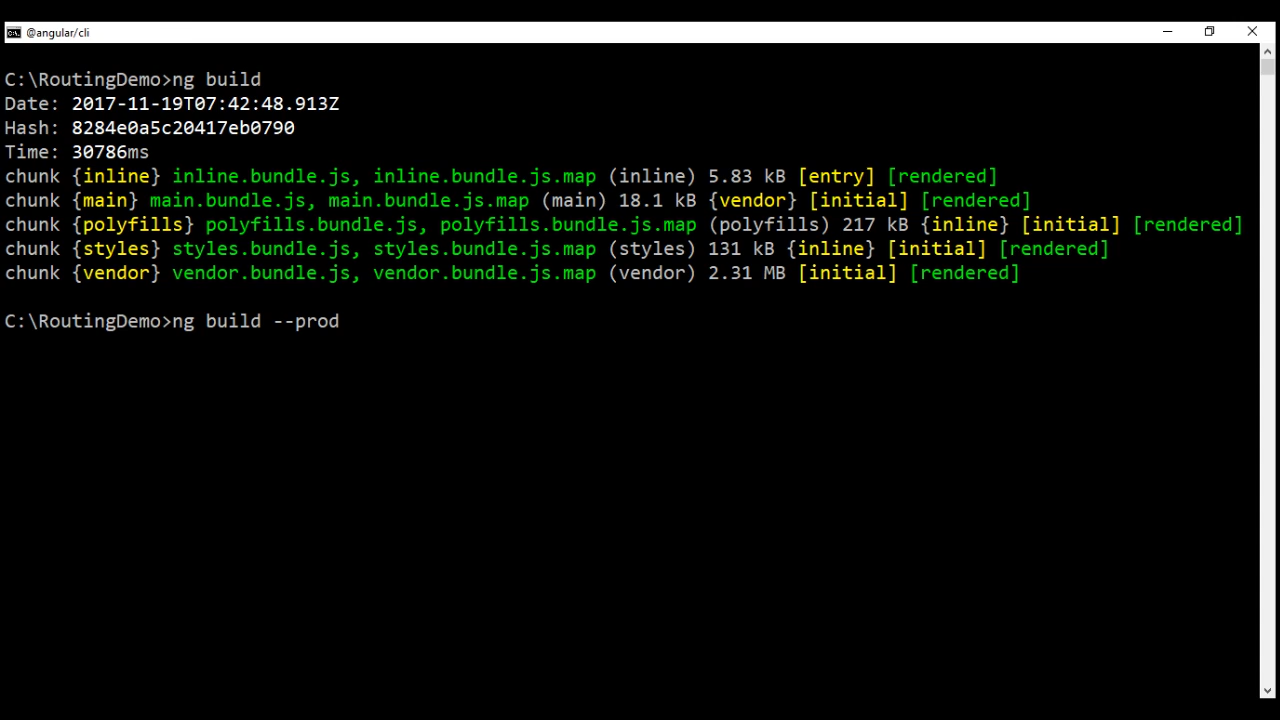 @angular/cli
C:\RoutingDemo>ng build
Date: 2017-11-19T07:42:48.913Z
Hash: 8284e0a5c20417eb0790
Time: 30786ms
chunk {inline} inline.bundle.js, inline.bundle.js.map (inline) 5.83 kB [entry] [rendered]
chunk {main} main.bundle.js, main.bundle.js.map (main) 18.1 kB {vendor} [initial] [rendered]
chunk {polyfills} polyfills.bundle.js, polyfills.bundle.js.map (polyfills) 217 kB {inline} [initial] [rendered]
chunk {styles} styles.bundle.js, styles.bundle.js.map (styles) 131 kB {inline} [initial] [rendered]
chunk {vendor} vendor.bundle.js, vendor.bundle.js.map (vendor) 2.31 MB [initial] [rendered]
C:\RoutingDemo>ng build --prod